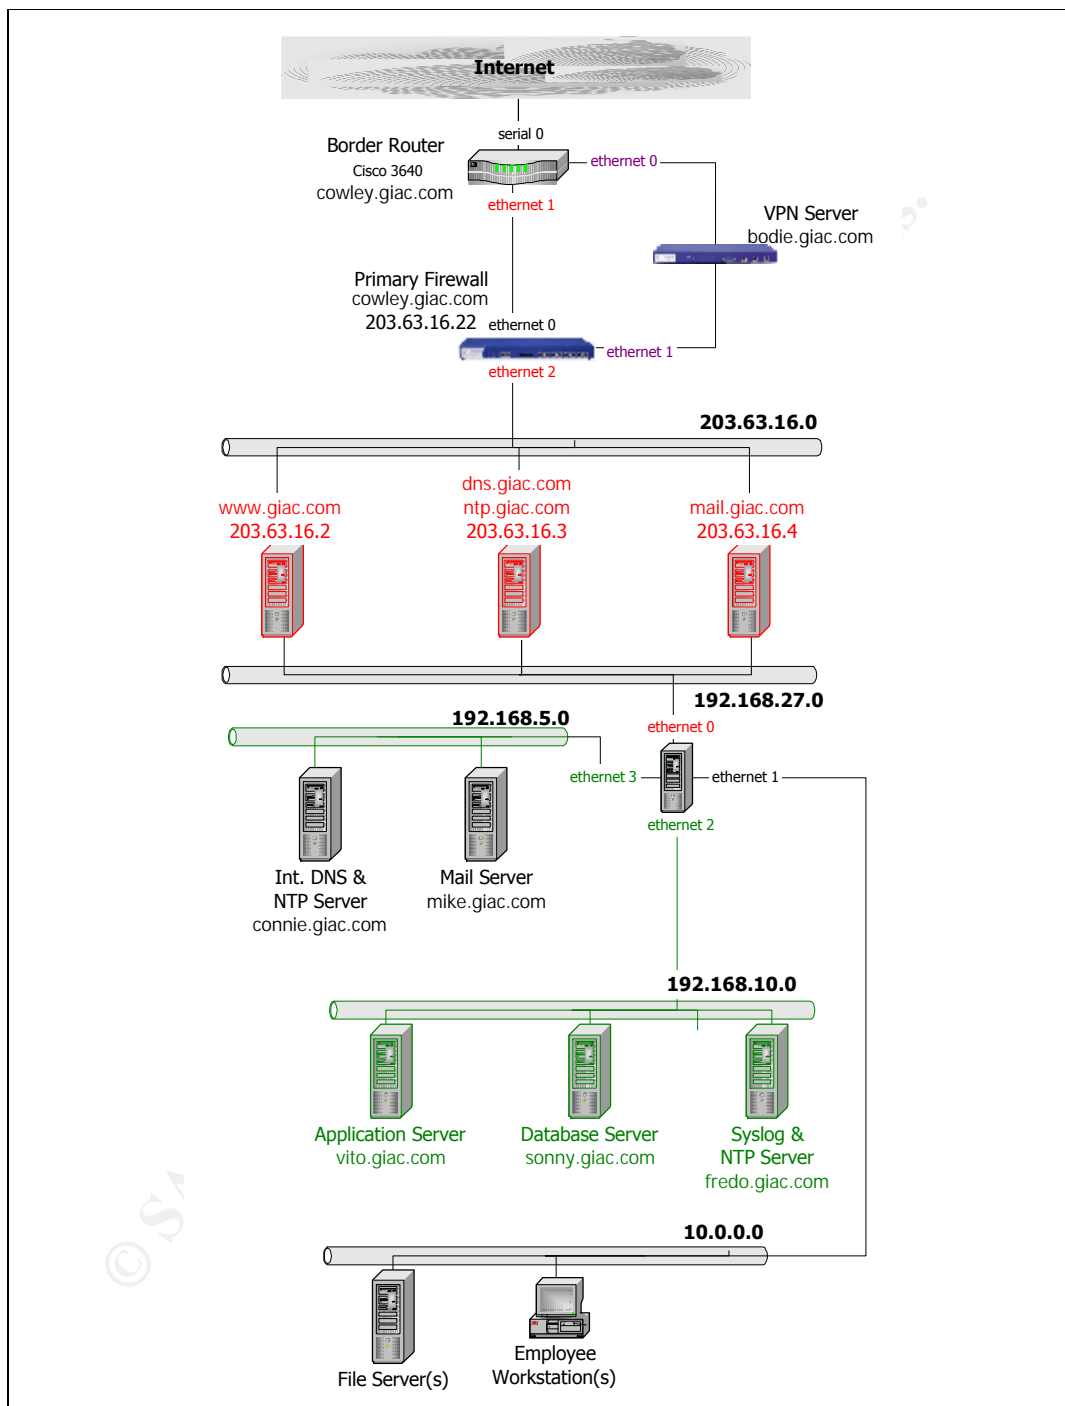 Internet
serial 0
Border Router
Cisco 3640
cowley.giac.com
ethernet 0
ethernet 1
VPN Server
bodie.giac.com
Primary Firewall
cowley.giac.com
203.63.16.22
ethernet 0
ethernet 1
ethernet 2
203.63.16.0
www.giac.com
203.63.16.2
dns.giac.com
ntp.giac.com
203.63.16.3
mail.giac.com
203.63.16.4
192.168.27.0
192.168.5.0
ethernet 0
ethernet 3
ethernet 1
ethernet 2
Int. DNS &
NTP Server
connie.giac.com
Mail Server
mike.giac.com
192.168.10.0
Application Server
vito.giac.com
Database Server
sonny.giac.com
Syslog &
NTP Server
fredo.giac.com
10.0.0.0
File Server(s)
Employee
Workstation(s)